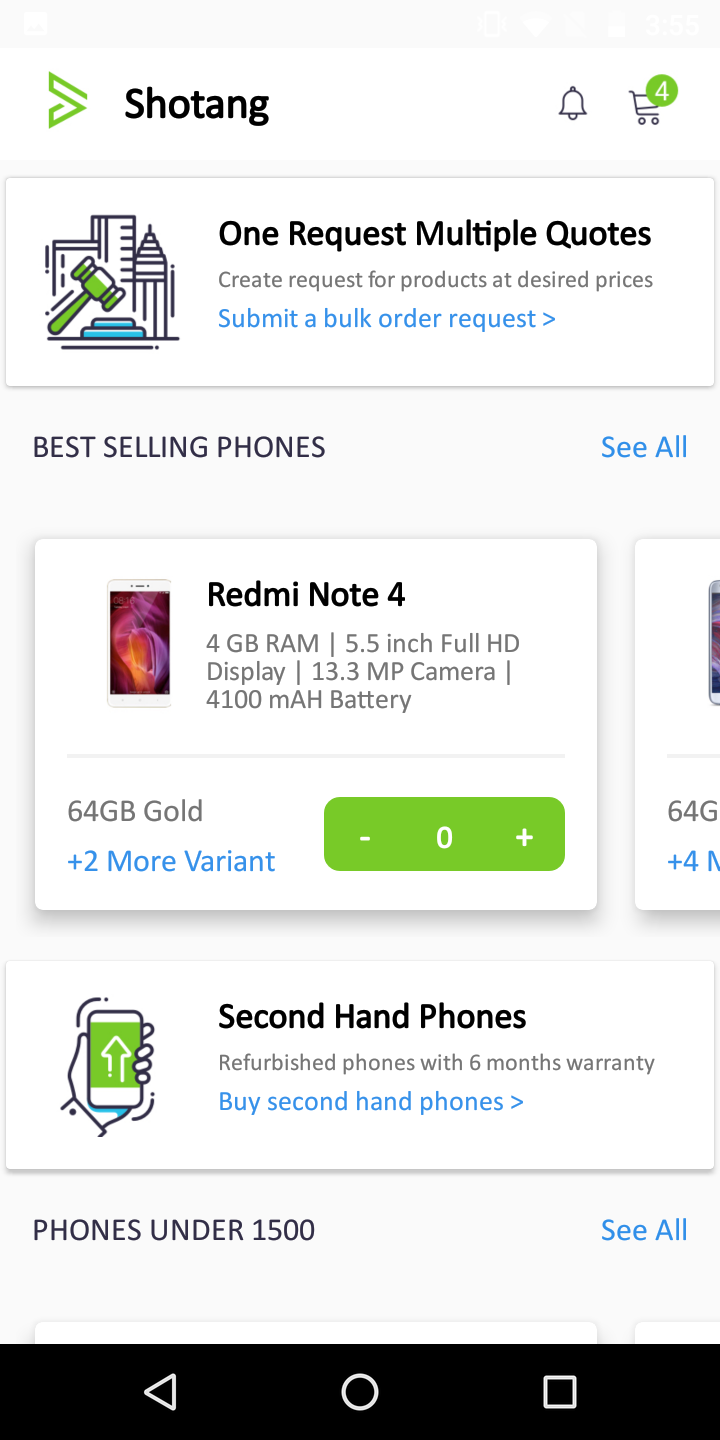 3:55
Shotang
4
One Request Multiple Quotes
Create request for products at desired prices
Submit a bulk order request >
BEST SELLING PHONES
See All
Redmi Note 4
4 GB RAM | 5.5 inch Full HD
Display | 13.3 MP Camera |
4100 mAH Battery
64GB Gold
+2 More Variant
- 0 +
64G
+4 M
Second Hand Phones
Refurbished phones with 6 months warranty
Buy second hand phones >
PHONES UNDER 1500
See All